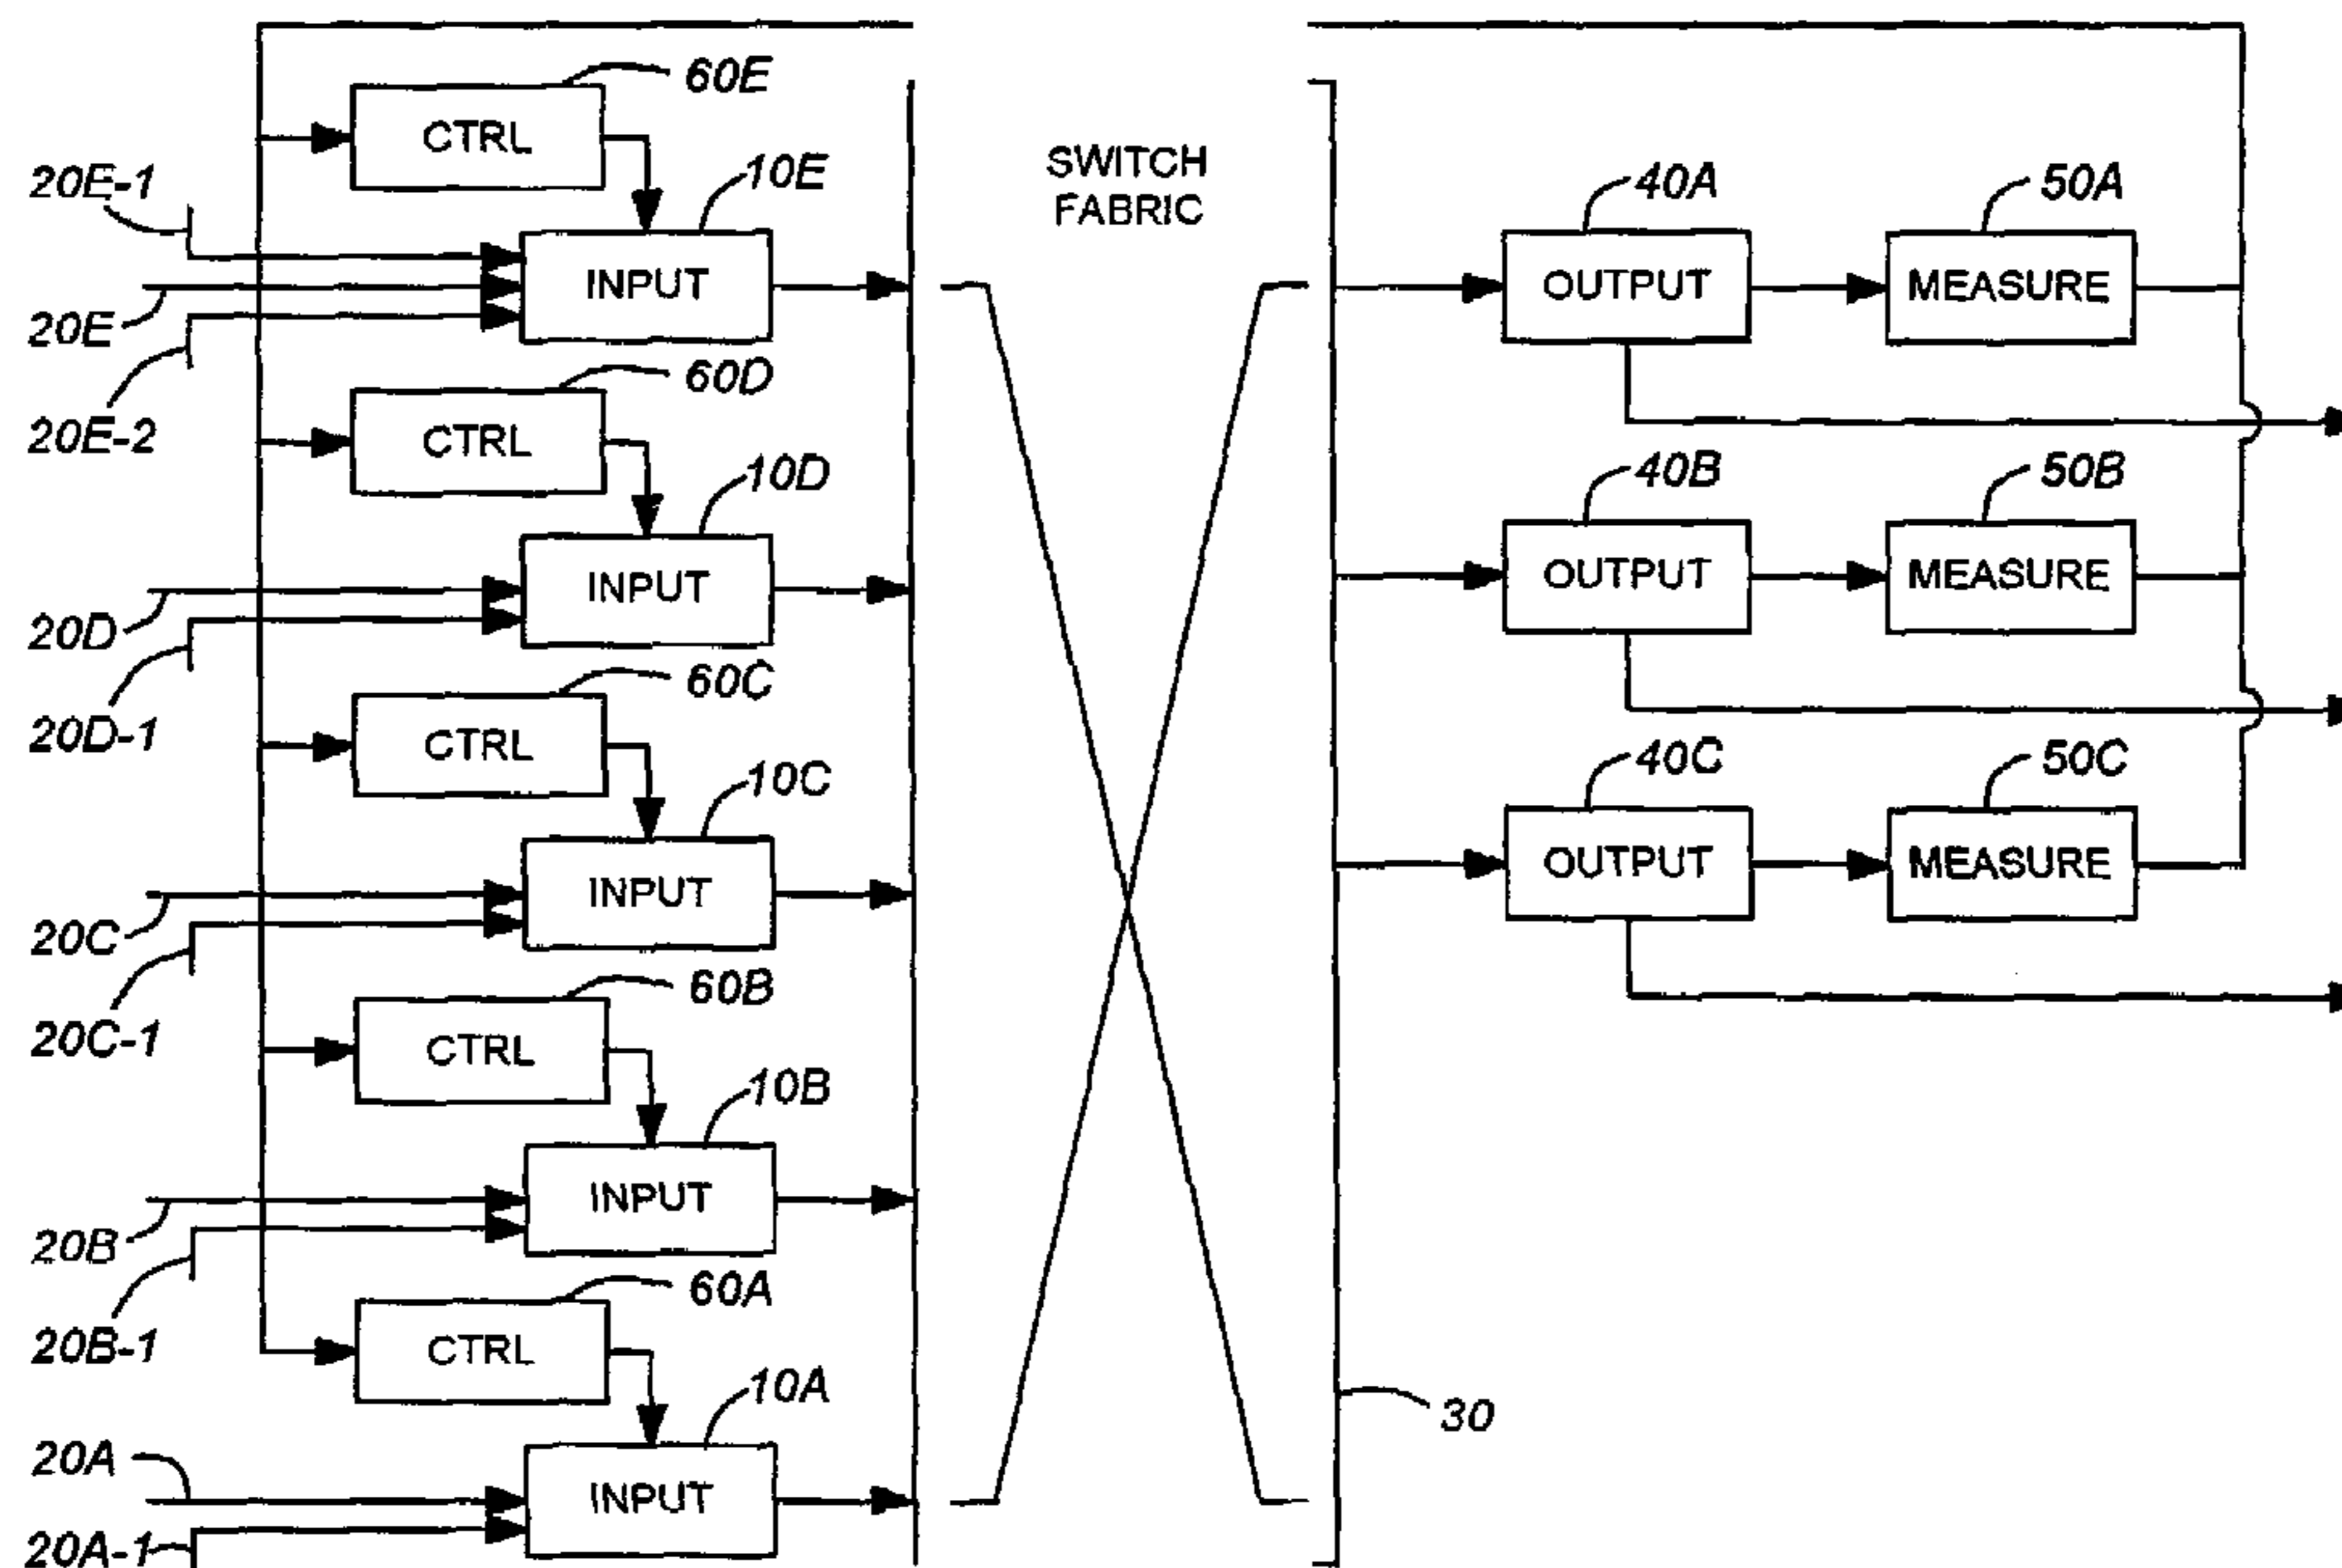 60E
CTRL
20E-1
10E
INPUT
20E
20E-2
60D
CTRL
10D
INPUT
20D
20D-1
60C
CTRL
10C
INPUT
20C
20C-1
60B
CTRL
10B
INPUT
20B
20B-1
60A
CTRL
10A
INPUT
20A
20A-1
SWITCH
FABRIC
30
40A
OUTPUT
50A
MEASURE
40B
OUTPUT
50B
MEASURE
40C
OUTPUT
50C
MEASURE